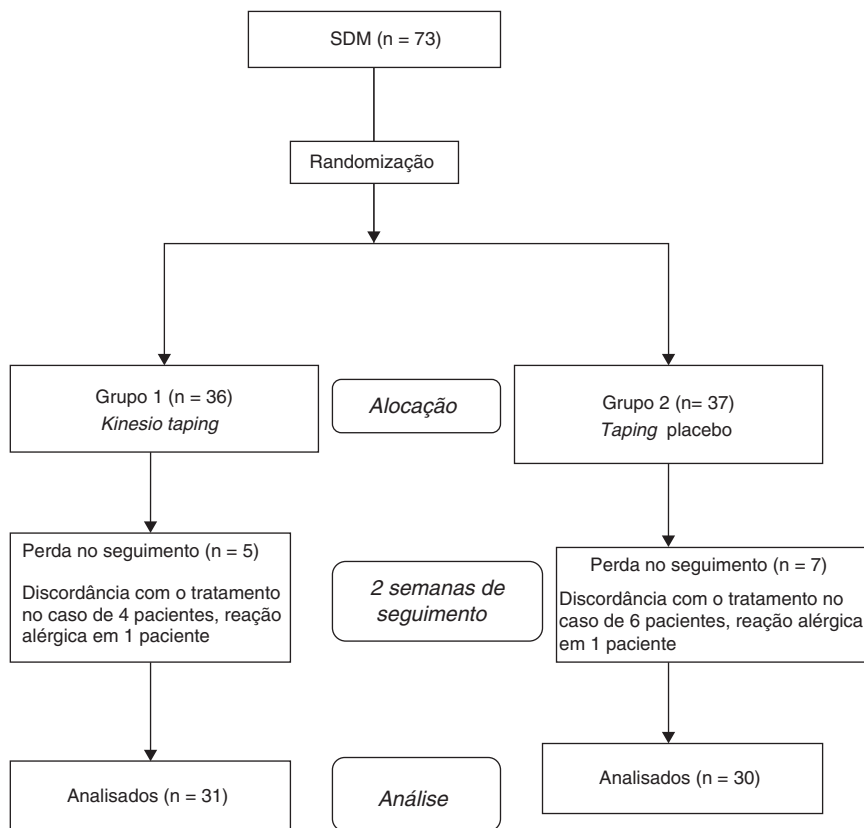 SDM (n = 73)
Randomização
Grupo 1 (n = 36)
Kinesio taping
Alocação
Grupo 2 (n= 37)
Taping placebo
Perda no seguimento (n = 5)
Discordância com o tratamento
no caso de 4 pacientes, reação
alérgica em 1 paciente
2 semanas de
seguimento
Perda no seguimento (n = 7)
Discordância com o tratamento no
caso de 6 pacientes, reação alérgica
em 1 paciente
Analisados (n = 31)
Análise
Analisados (n = 30)